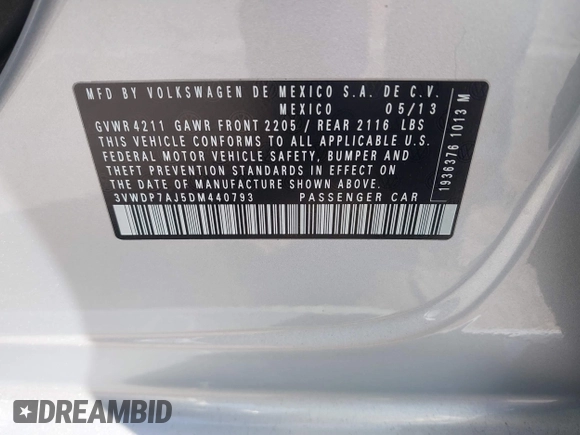 MFD BY VOLKSWAGEN DE MEXICO S.A. DE C.V.
MEXICO 05/13
GVWR 4211 GAWR FRONT 2205 / REAR 2116 LBS
THIS VEHICLE CONFORMS TO ALL APPLICABLE U.S.
FEDERAL MOTOR VEHICLE SAFETY, BUMPER AND
THEFT PREVENTION STANDARDS IN EFFECT ON THE
DATE OF MANUFACTURE SHOWN ABOVE.
3VWDP7AJ5DM440793 PASSENGER CAR
1936376 1013 M
DREAMBID